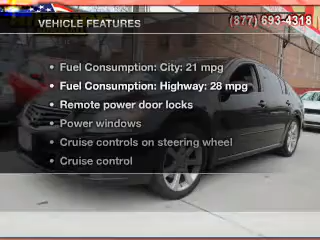 VEHICLE FEATURES
(877) 693-4318
• Fuel Consumption: City: 21 mpg
• Fuel Consumption: Highway: 28 mpg
• Remote power door locks
• Power windows
• Cruise controls on steering wheel
• Cruise control